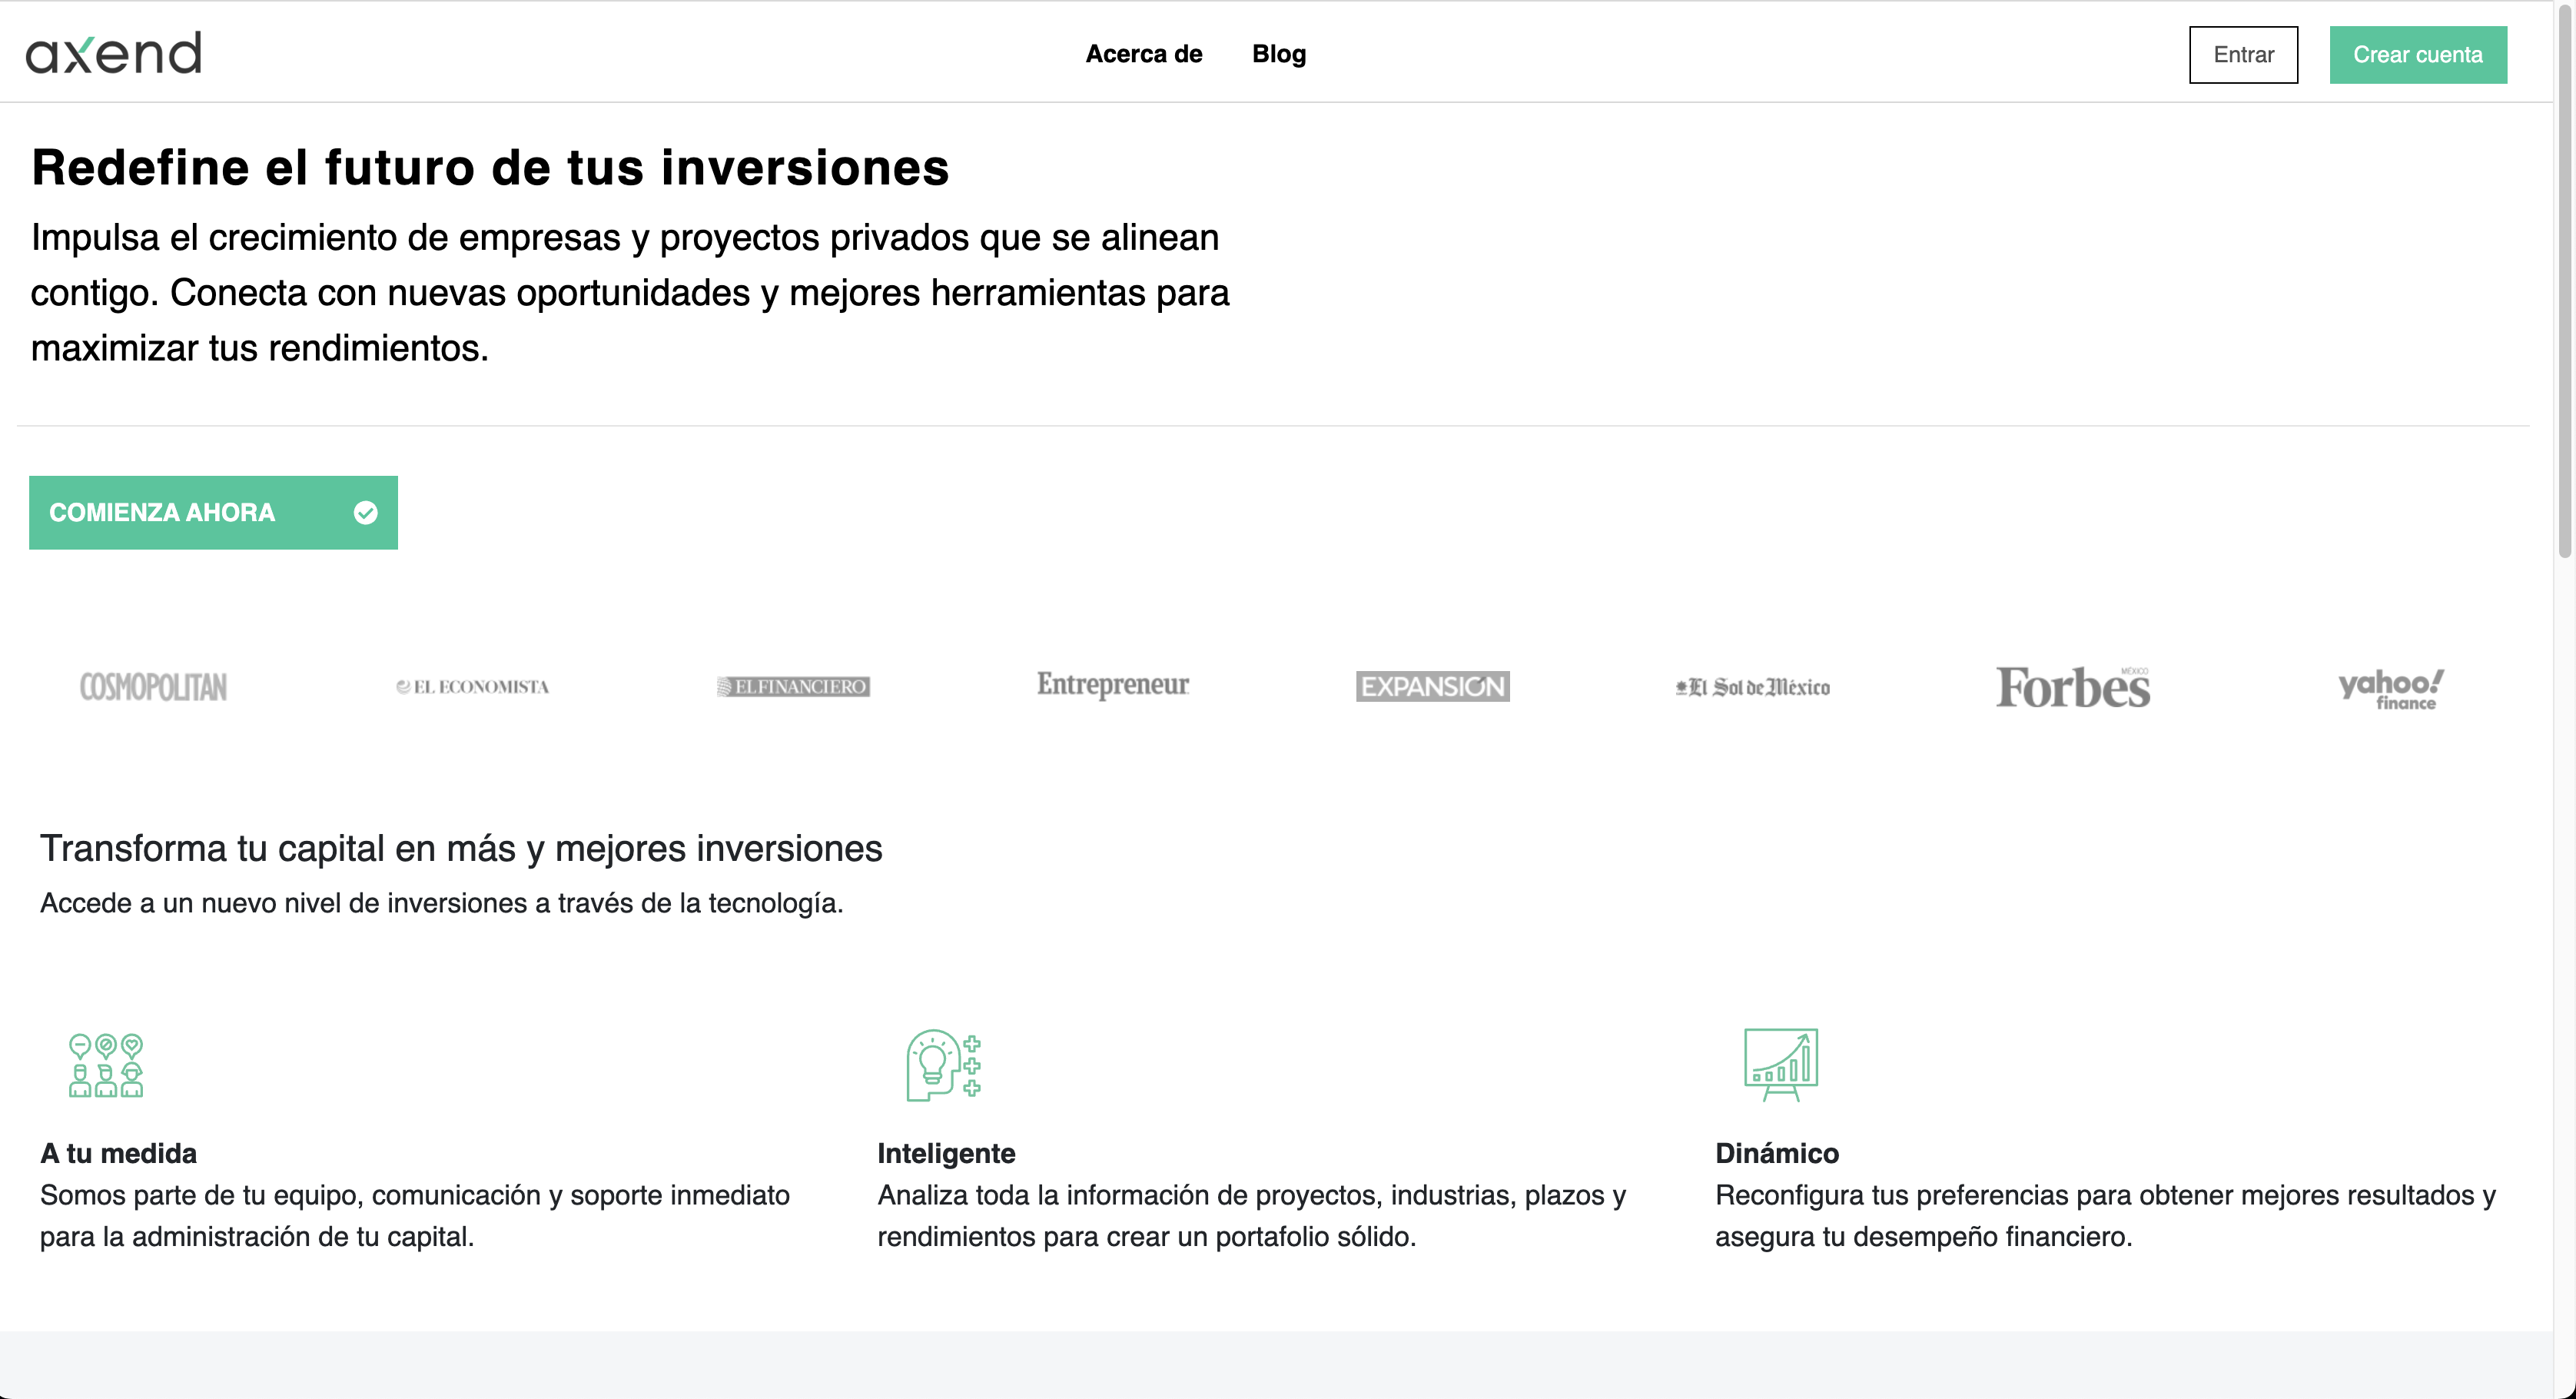 axend
Acerca de
Blog
Entrar
Crear cuenta
Redefine el futuro de tus inversiones
Impulsa el crecimiento de empresas y proyectos privados que se alinean
contigo. Conecta con nuevas oportunidades y mejores herramientas para
maximizar tus rendimientos.
COMIENZA AHORA
COSMOPOLITAN
EL ECONOMISTA
EL FINANCIERO
Entrepreneur
EXPANSIÓN
El Sol de México
Forbes
MÉXICO
yahoo!
finance
Transforma tu capital en más y mejores inversiones
Accede a un nuevo nivel de inversiones a través de la tecnología.
A tu medida
Somos parte de tu equipo, comunicación y soporte inmediato
para la administración de tu capital.
Inteligente
Analiza toda la información de proyectos, industrias, plazos y
rendimientos para crear un portafolio sólido.
Dinámico
Reconfigura tus preferencias para obtener mejores resultados y
asegura tu desempeño financiero.